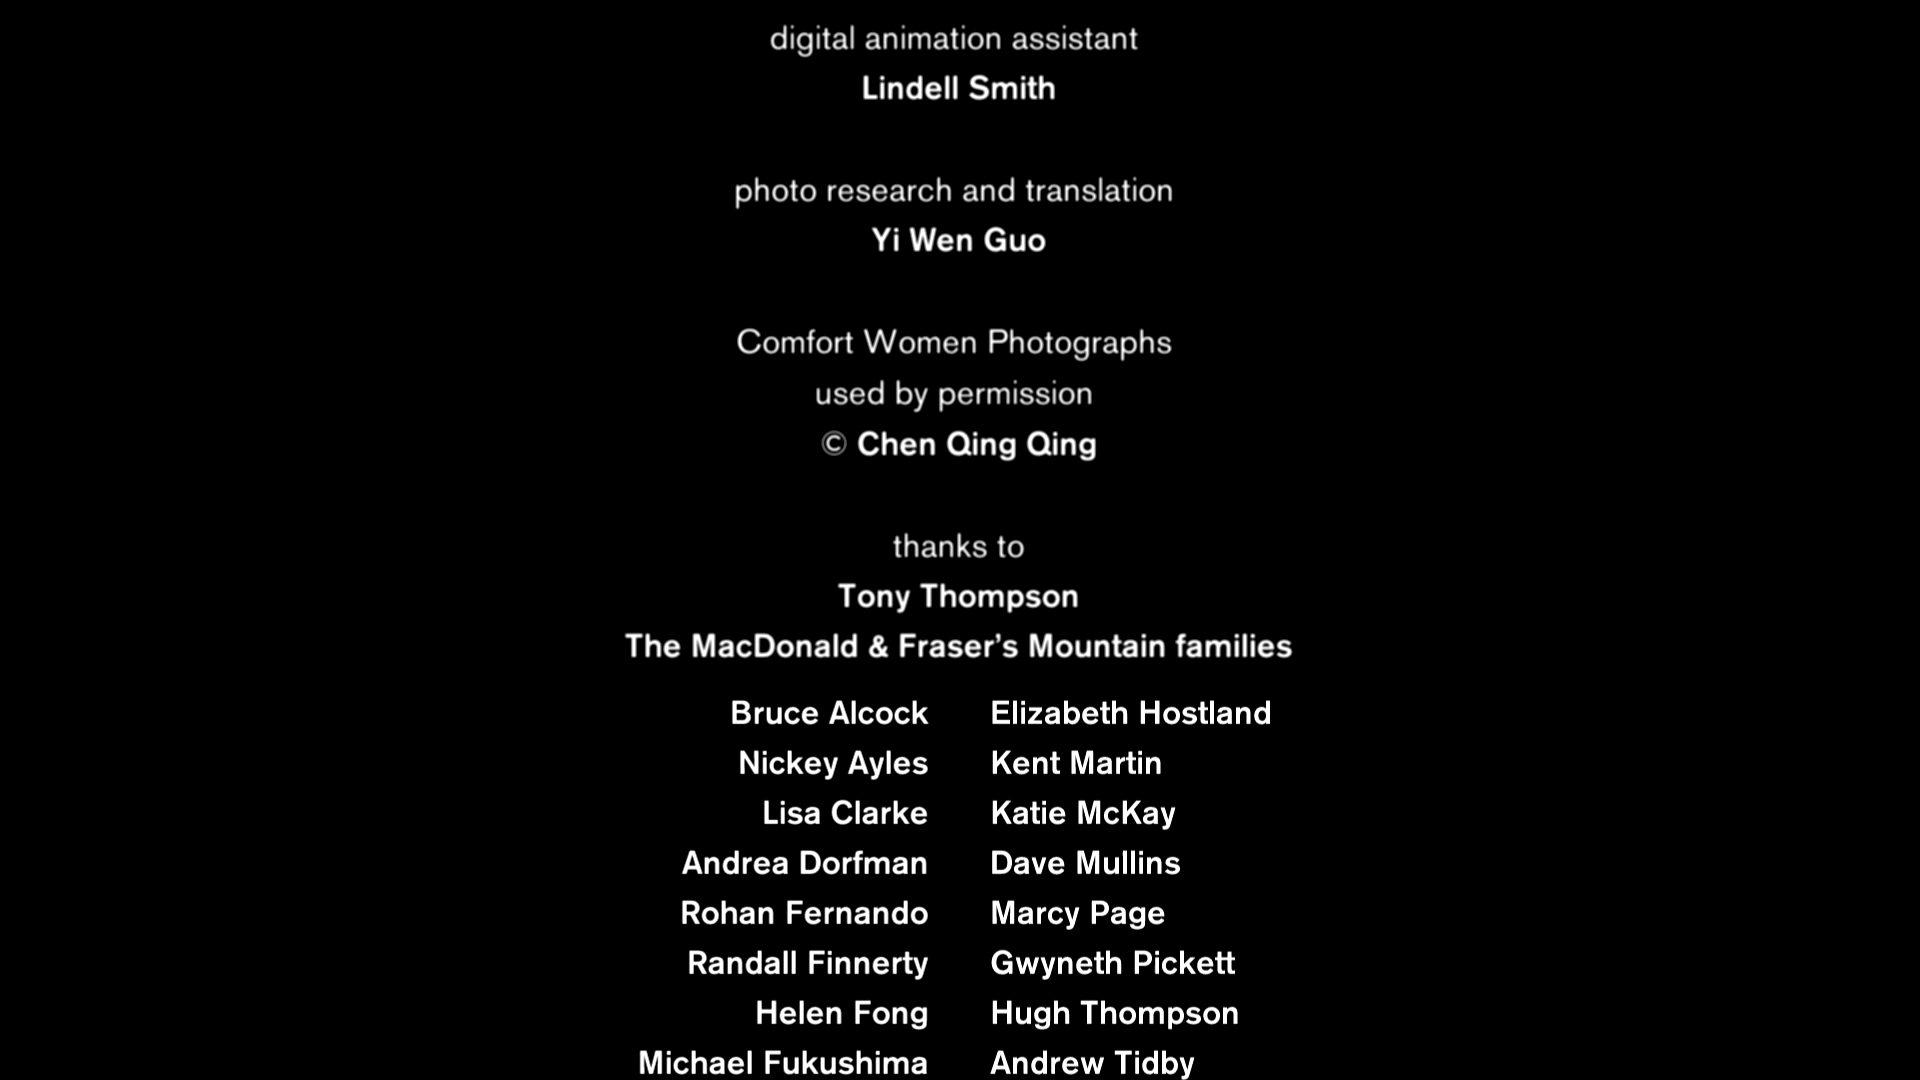 digital animation assistant
Lindell Smith
photo research and translation
Yi Wen Guo
Comfort Women Photographs
used by permission
© Chen Qing Qing
thanks to
Tony Thompson
The MacDonald & Fraser’s Mountain families
Bruce Alcock Elizabeth Hostland
Nickey Ayles Kent Martin
Lisa Clarke Katie McKay
Andrea Dorfman Dave Mullins
Rohan Fernando Marcy Page
Randall Finnerty Gwyneth Pickett
Helen Fong Hugh Thompson
Michael Fukushima Andrew Tidby